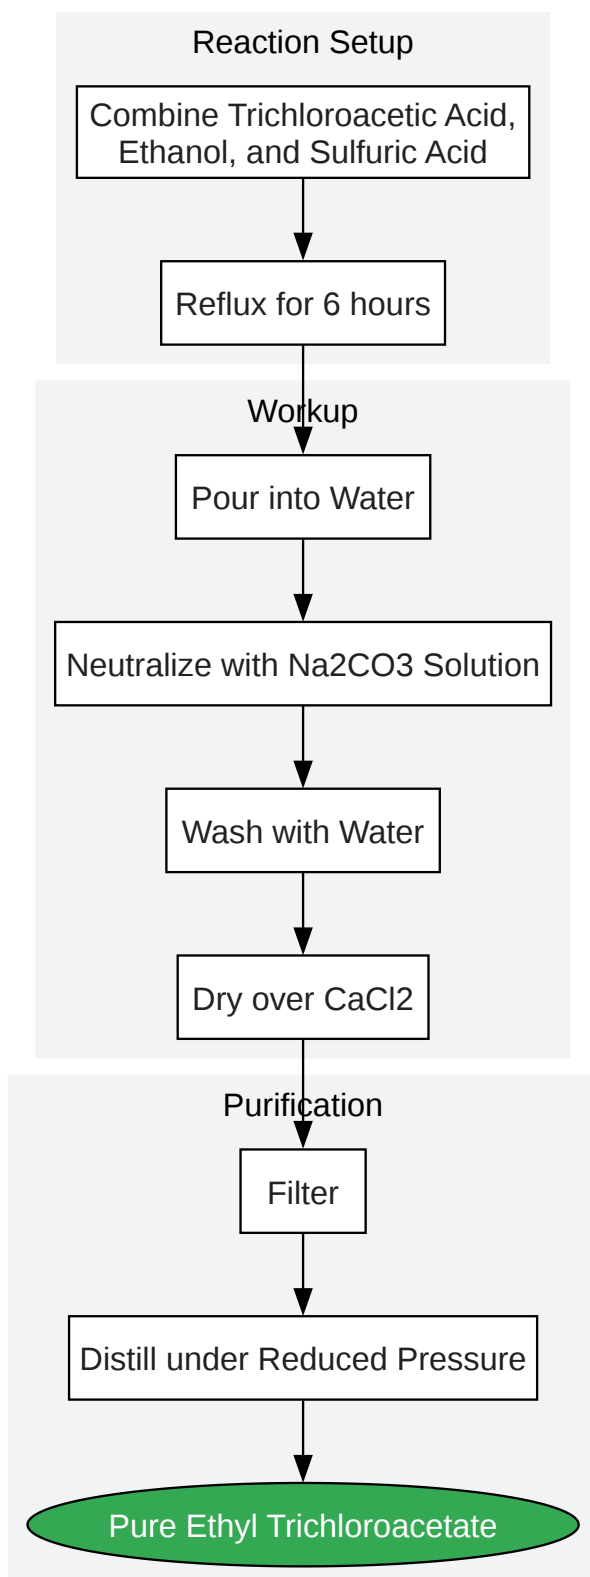 Reaction Setup
Combine Trichloroacetic Acid,
Ethanol, and Sulfuric Acid
Reflux for 6 hours
Workup
Pour into Water
Neutralize with Na2CO3 Solution
Wash with Water
Dry over CaCl2
Purification
Filter
Distill under Reduced Pressure
Pure Ethyl Trichloroacetate